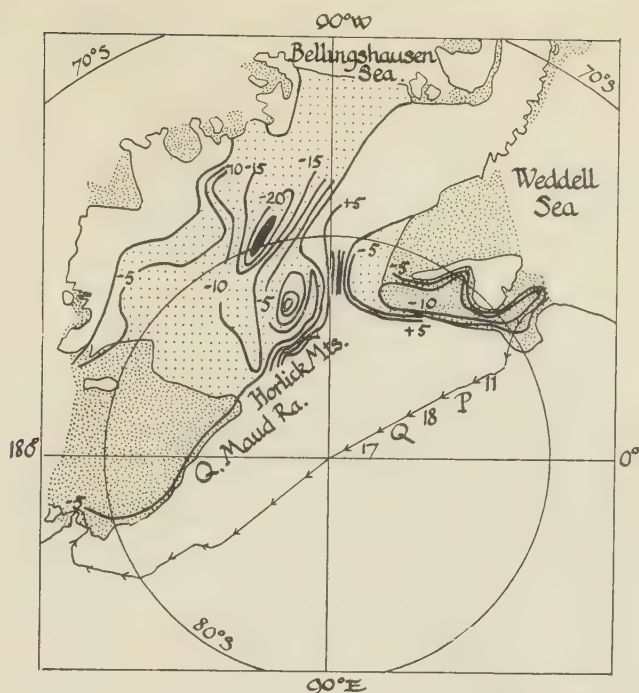 90°W
70°S
Bellingshausen
Sea.
70°S
-10
-15
-15
-20
+5
Weddell
Sea
-5
-5
-5
-10
-5
-10
+5
Horlick Mts.
Q. Maud Ra.
11
P
18
Q
17
180°
0°
-5
80°S
90°E